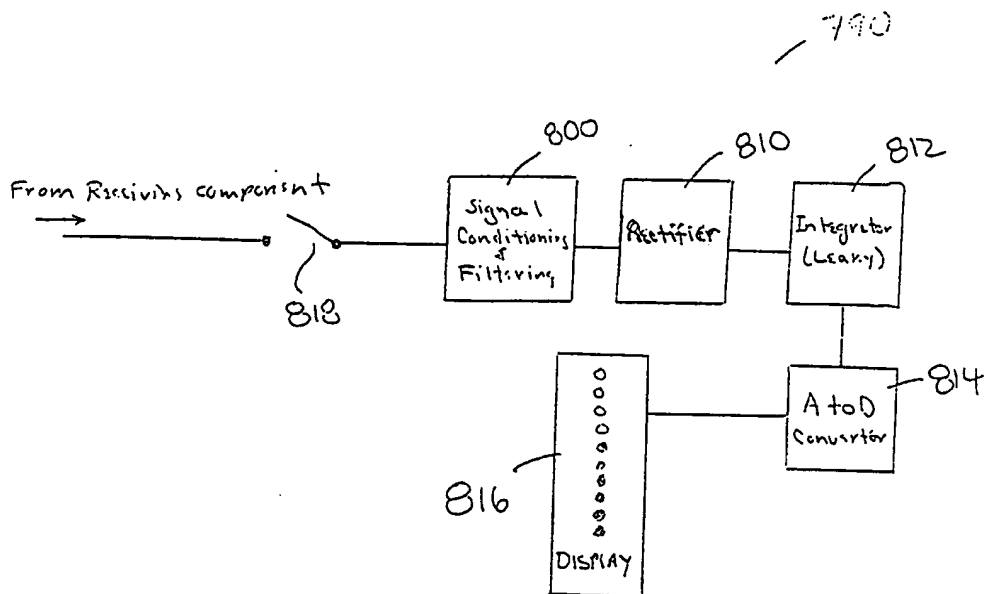 790
800
810
812
From Receiving component
Signal
Conditioning
&
Filtering
Rectifier
Integrator
(Leaky)
818
814
A to D
Converter
816
DISPLAY